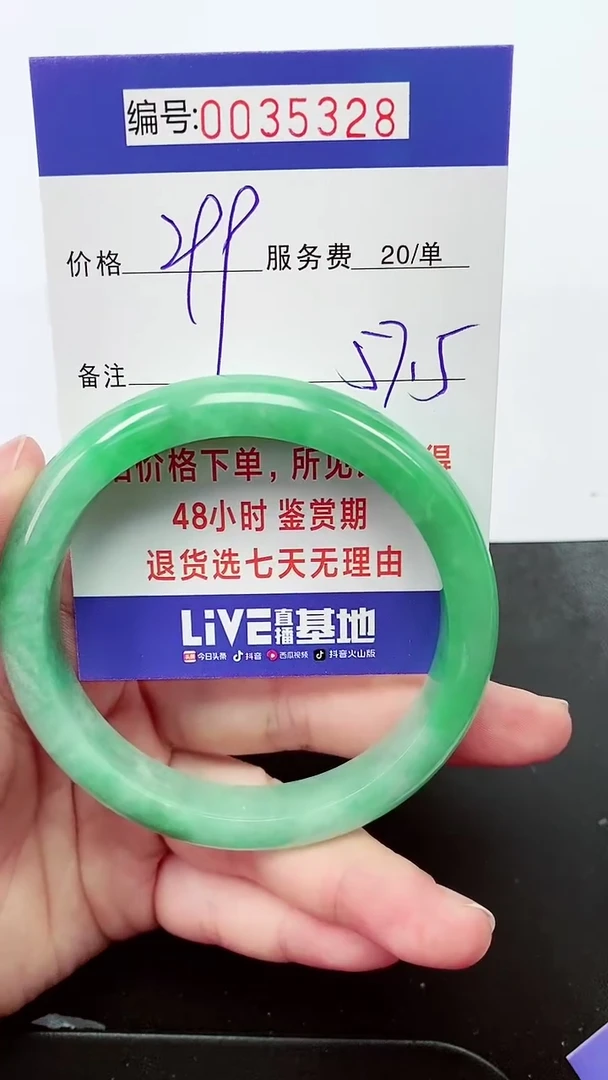 编号:0035328
价格 299 服务费 20/单
备注 57.5
价格下单，所见
48小时 鉴赏期
退货选七天无理由
LiVE直播基地
今日头条 抖音 西瓜视频 抖音火山版